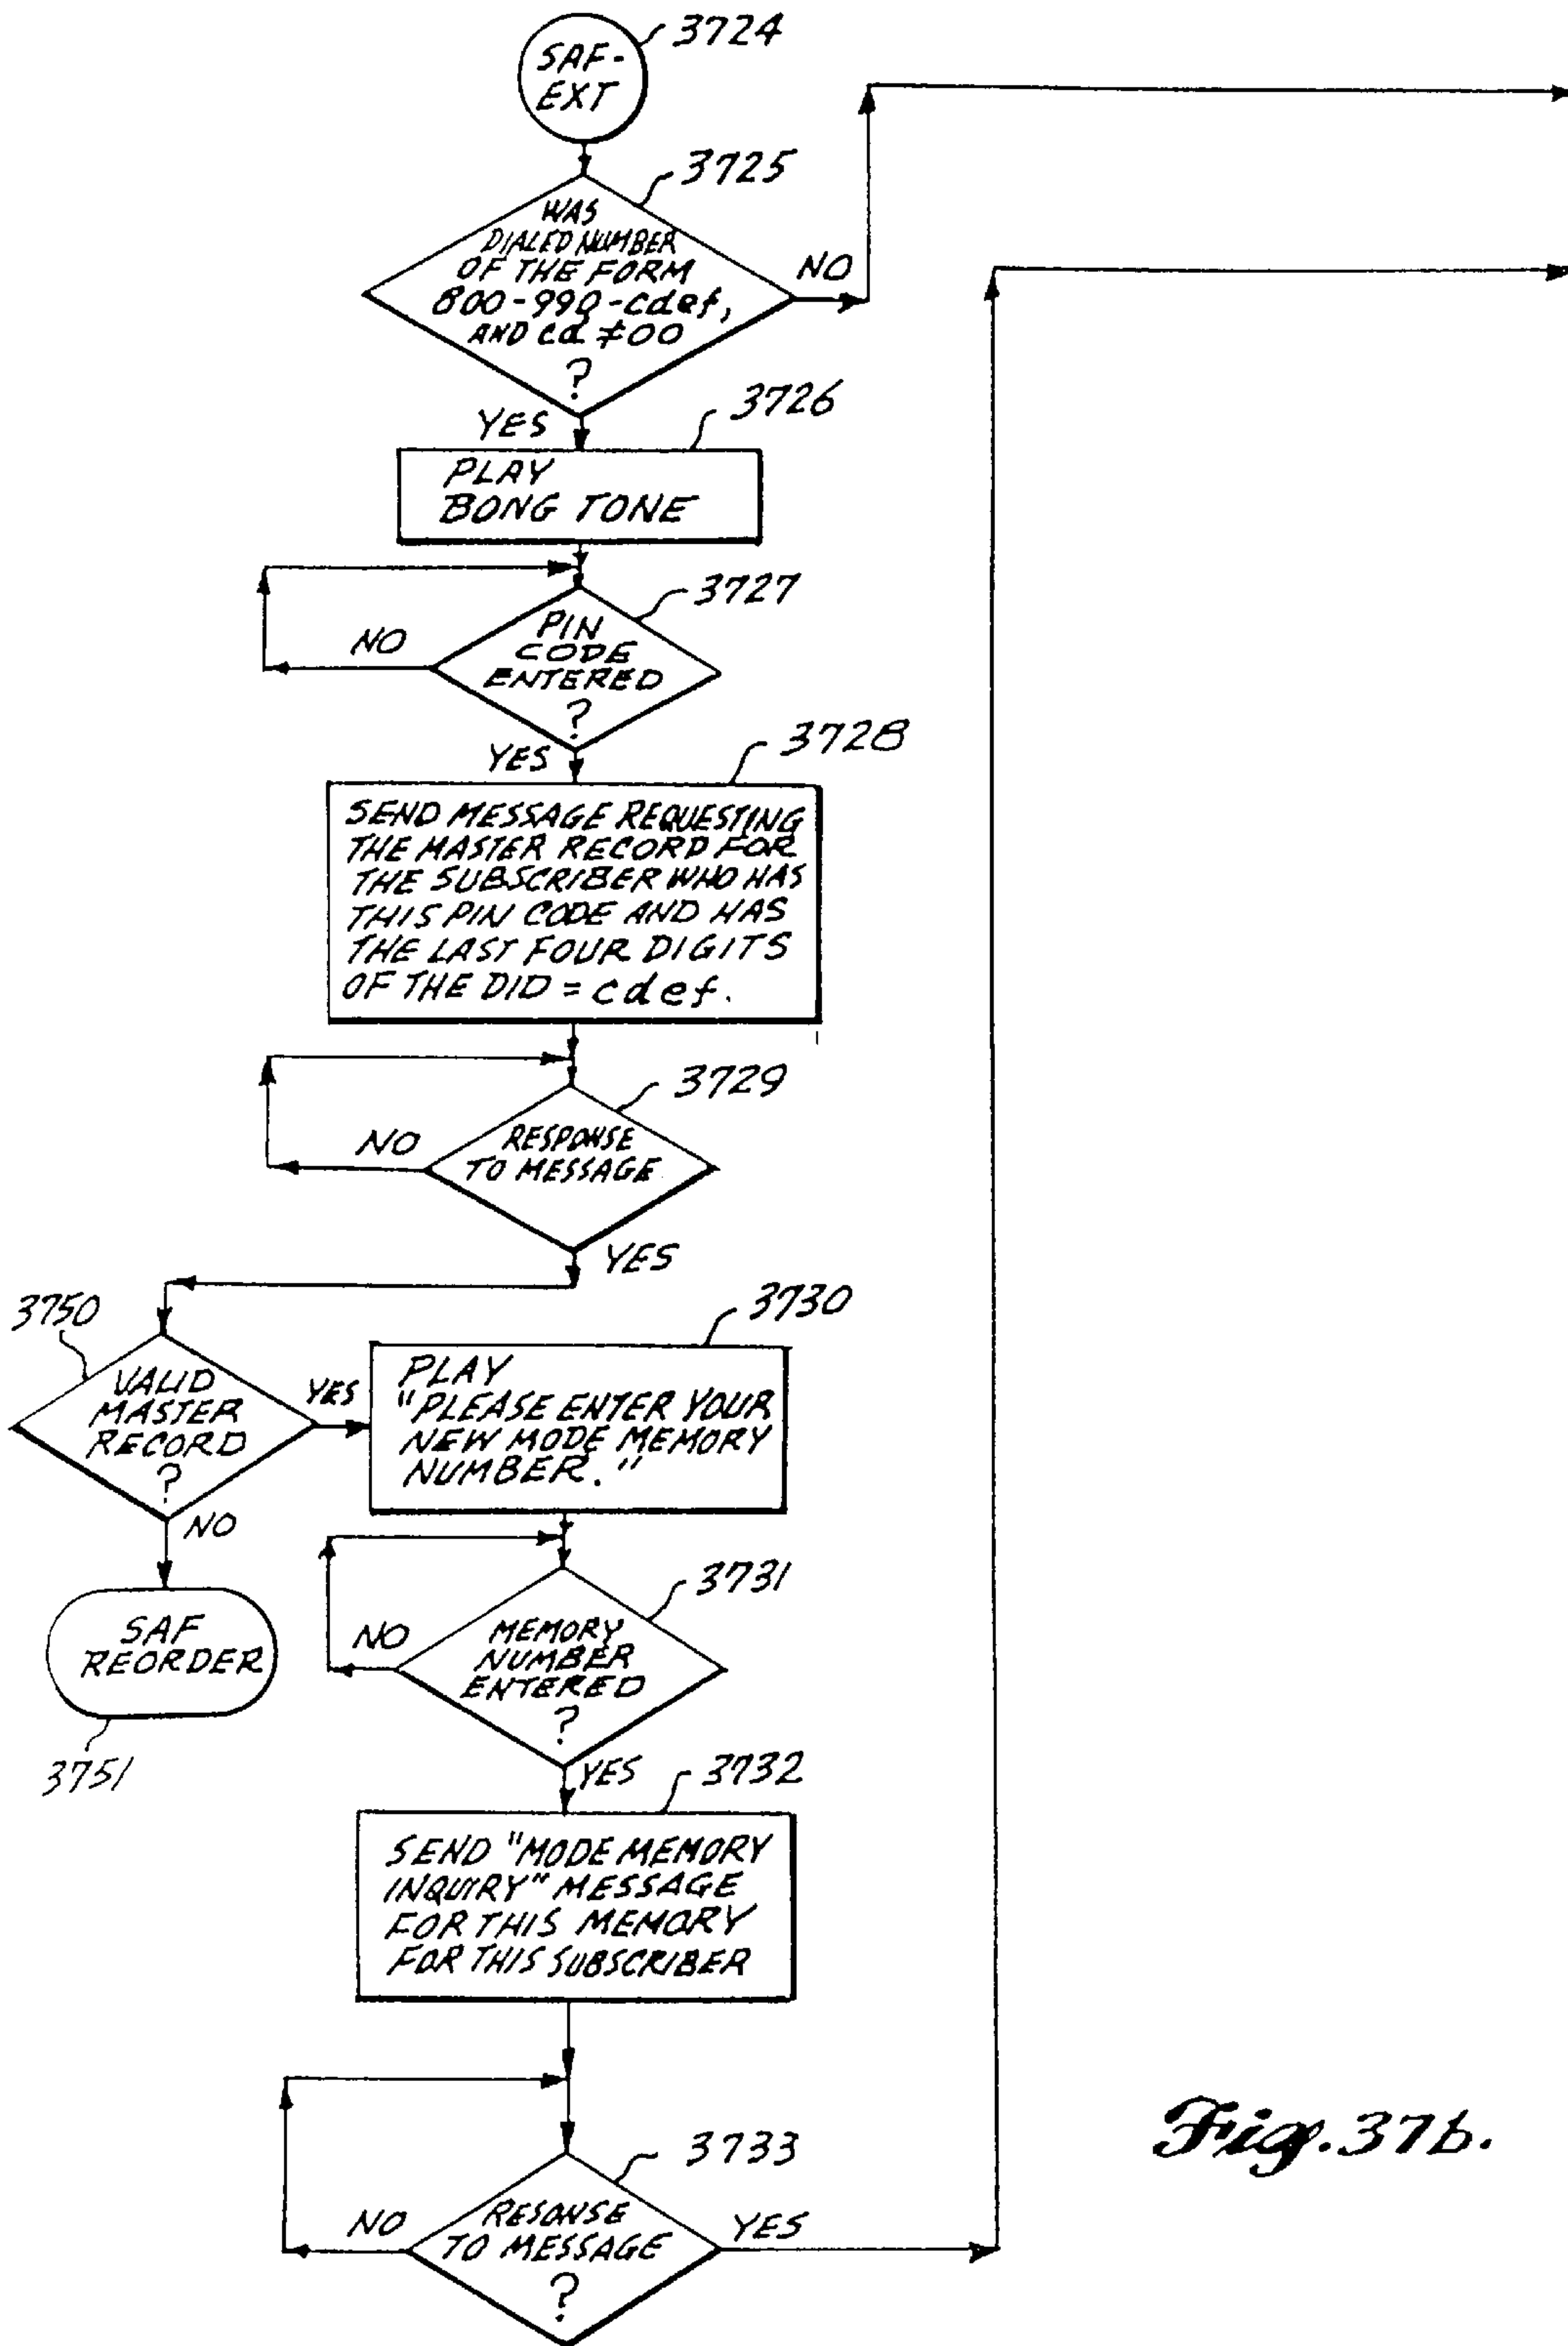 3724
SAF-
EXT
3725
WAS
DIALED NUMBER
OF THE FORM
800-990-cdef,
AND cd ≠ 00
?
NO
YES
3726
PLAY
BONG TONE
3727
PIN
CODE
ENTERED
?
NO
YES
3728
SEND MESSAGE REQUESTING
THE MASTER RECORD FOR
THE SUBSCRIBER WHO HAS
THIS PIN CODE AND HAS
THE LAST FOUR DIGITS
OF THE DID = cdef.
3729
RESPONSE
TO MESSAGE
NO
YES
3750
VALID
MASTER
RECORD
?
YES
NO
3730
PLAY
"PLEASE ENTER YOUR
NEW MODE MEMORY
NUMBER."
SAF
REORDER
3751
3731
MEMORY
NUMBER
ENTERED
?
NO
YES
3732
SEND "MODE MEMORY
INQUIRY" MESSAGE
FOR THIS MEMORY
FOR THIS SUBSCRIBER
3733
RESONSE
TO MESSAGE
?
NO
YES
Fig. 37b.